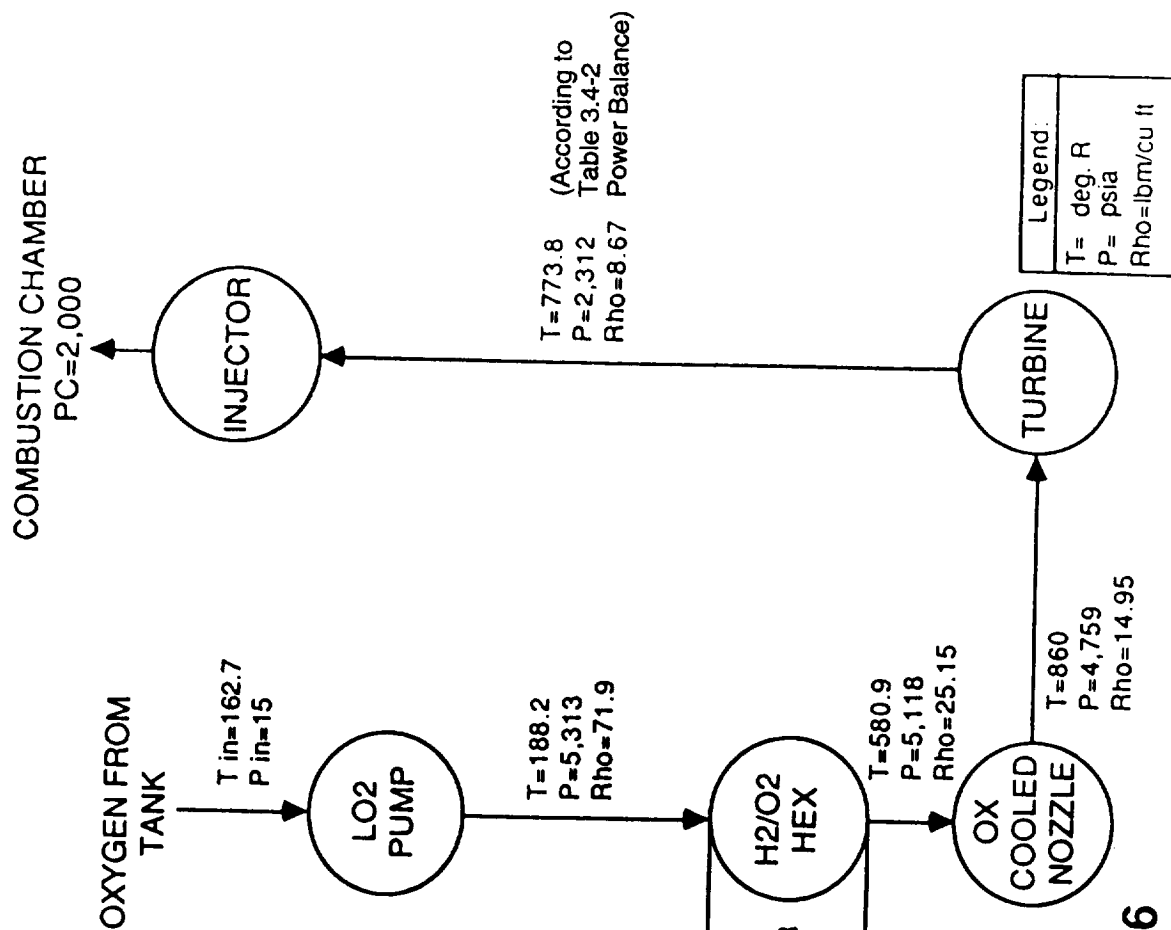 OXYGEN FROM
TANK
T in=162.7
P in=15
LO2
PUMP
T=188.2
P=5,313
Rho=71.9
H2/O2
HEX
T=580.9
P=5,118
Rho=25.15
OX
COOLED
NOZZLE
T=860
P=4,759
Rho=14.95
TURBINE
T=773.8
P=2,312
Rho=8.67
(According to
Table 3.4-2
Power Balance)
INJECTOR
COMBUSTION CHAMBER
PC=2,000
Legend:
T= deg. R
P= psia
Rho=lbm/cu ft
6